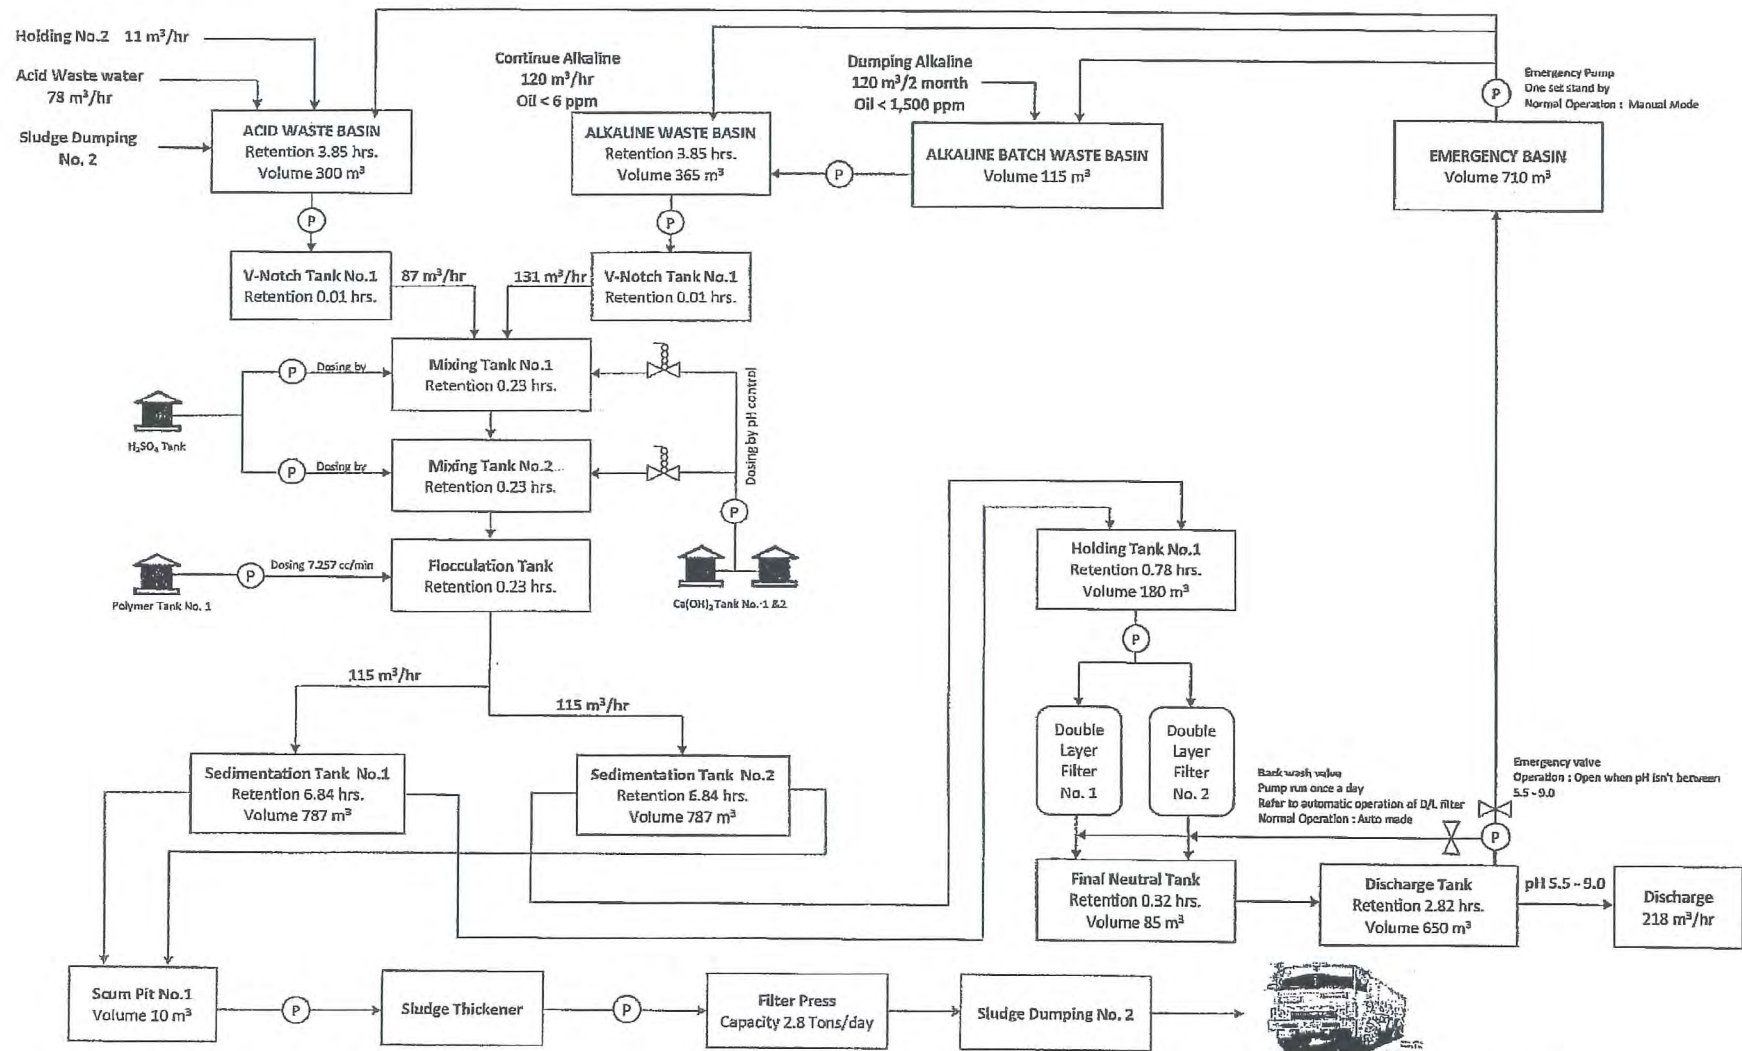 Holding No.2 11 m³/hr
Acid Waste water
78 m³/hr
Sludge Dumping
No. 2
ACID WASTE BASIN
Retention 3.85 hrs.
Volume 300 m³
Continue Alkaline
120 m³/hr
Oil < 6 ppm
ALKALINE WASTE BASIN
Retention 3.85 hrs.
Volume 365 m³
Dumping Alkaline
120 m³/2 month
Oil < 1,500 ppm
ALKALINE BATCH WASTE BASIN
Volume 115 m³
P
Emergency Pump
One set stand by
Normal Operation : Manual Mode
P
EMERGENCY BASIN
Volume 710 m³
P
P
V-Notch Tank No.1
Retention 0.01 hrs.
87 m³/hr
131 m³/hr
V-Notch Tank No.1
Retention 0.01 hrs.
Mixing Tank No.1
Retention 0.23 hrs.
P
Dosing by
H₂SO₄ Tank
P
Dosing by
Mixing Tank No.2...
Retention 0.23 hrs.
Dosing by pH control
P
Ca(OH)₂ Tank No. 1 &2
Polymer Tank No. 1
P
Dosing 7.257 cc/min
Flocculation Tank
Retention 0.23 hrs.
115 m³/hr
115 m³/hr
Sedimentation Tank No.1
Retention 6.84 hrs.
Volume 787 m³
Sedimentation Tank No.2
Retention 6.84 hrs.
Volume 787 m³
Holding Tank No.1
Retention 0.78 hrs.
Volume 180 m³
P
Double
Layer
Filter
No. 1
Double
Layer
Filter
No. 2
Back wash valve
Pump run once a day
Refer to automatic operation of D/L filter
Normal Operation : Auto made
Emergency valve
Operation : Open when pH isn't between
5.5 - 9.0
P
Final Neutral Tank
Retention 0.32 hrs.
Volume 85 m³
Discharge Tank
Retention 2.82 hrs.
Volume 650 m³
pH 5.5 - 9.0
Discharge
218 m³/hr
Scum Pit No.1
Volume 10 m³
P
Sludge Thickener
P
Filter Press
Capacity 2.8 Tons/day
Sludge Dumping No. 2